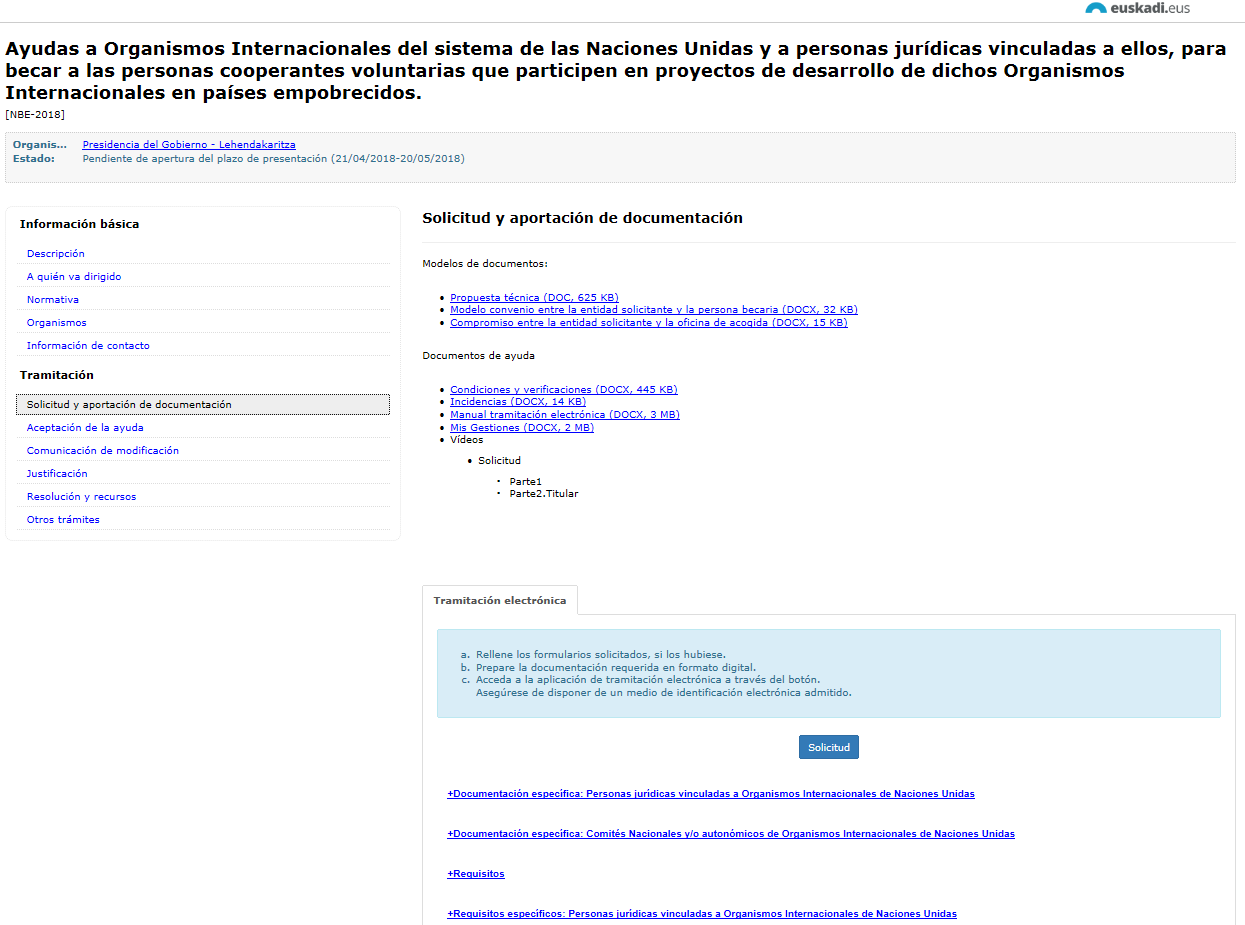 euskadi.eus
Ayudas a Organismos Internacionales del sistema de las Naciones Unidas y a personas jurídicas vinculadas a ellos, para
becar a las personas cooperantes voluntarias que participen en proyectos de desarrollo de dichos Organismos
Internacionales en países empobrecidos.
[NBE-2018]
Organis... Presidencia del Gobierno - Lehendakaritza
Estado: Pendiente de apertura del plazo de presentación (21/04/2018-20/05/2018)
Información básica
Descripción
A quién va dirigido
Normativa
Organismos
Información de contacto
Tramitación
Solicitud y aportación de documentación
Aceptación de la ayuda
Comunicación de modificación
Justificación
Resolución y recursos
Otros trámites
Solicitud y aportación de documentación
Modelos de documentos:
• Propuesta técnica (DOC, 625 KB)
• Modelo convenio entre la entidad solicitante y la persona becaria (DOCX, 32 KB)
• Compromiso entre la entidad solicitante y la oficina de acogida (DOCX, 15 KB)
Documentos de ayuda
• Condiciones y verificaciones (DOCX, 445 KB)
• Incidencias (DOCX, 14 KB)
• Manual tramitación electrónica (DOCX, 3 MB)
• Mis Gestiones (DOCX, 2 MB)
• Vídeos
• Solicitud
• Parte1
• Parte2.Titular
Tramitación electrónica
a. Rellene los formularios solicitados, si los hubiese.
b. Prepare la documentación requerida en formato digital.
c. Acceda a la aplicación de tramitación electrónica a través del botón.
Asegúrese de disponer de un medio de identificación electrónica admitido.
Solicitud
+Documentación específica: Personas jurídicas vinculadas a Organismos Internacionales de Naciones Unidas
+Documentación específica: Comités Nacionales y/o autonómicos de Organismos Internacionales de Naciones Unidas
+Requisitos
+Requisitos específicos: Personas jurídicas vinculadas a Organismos Internacionales de Naciones Unidas